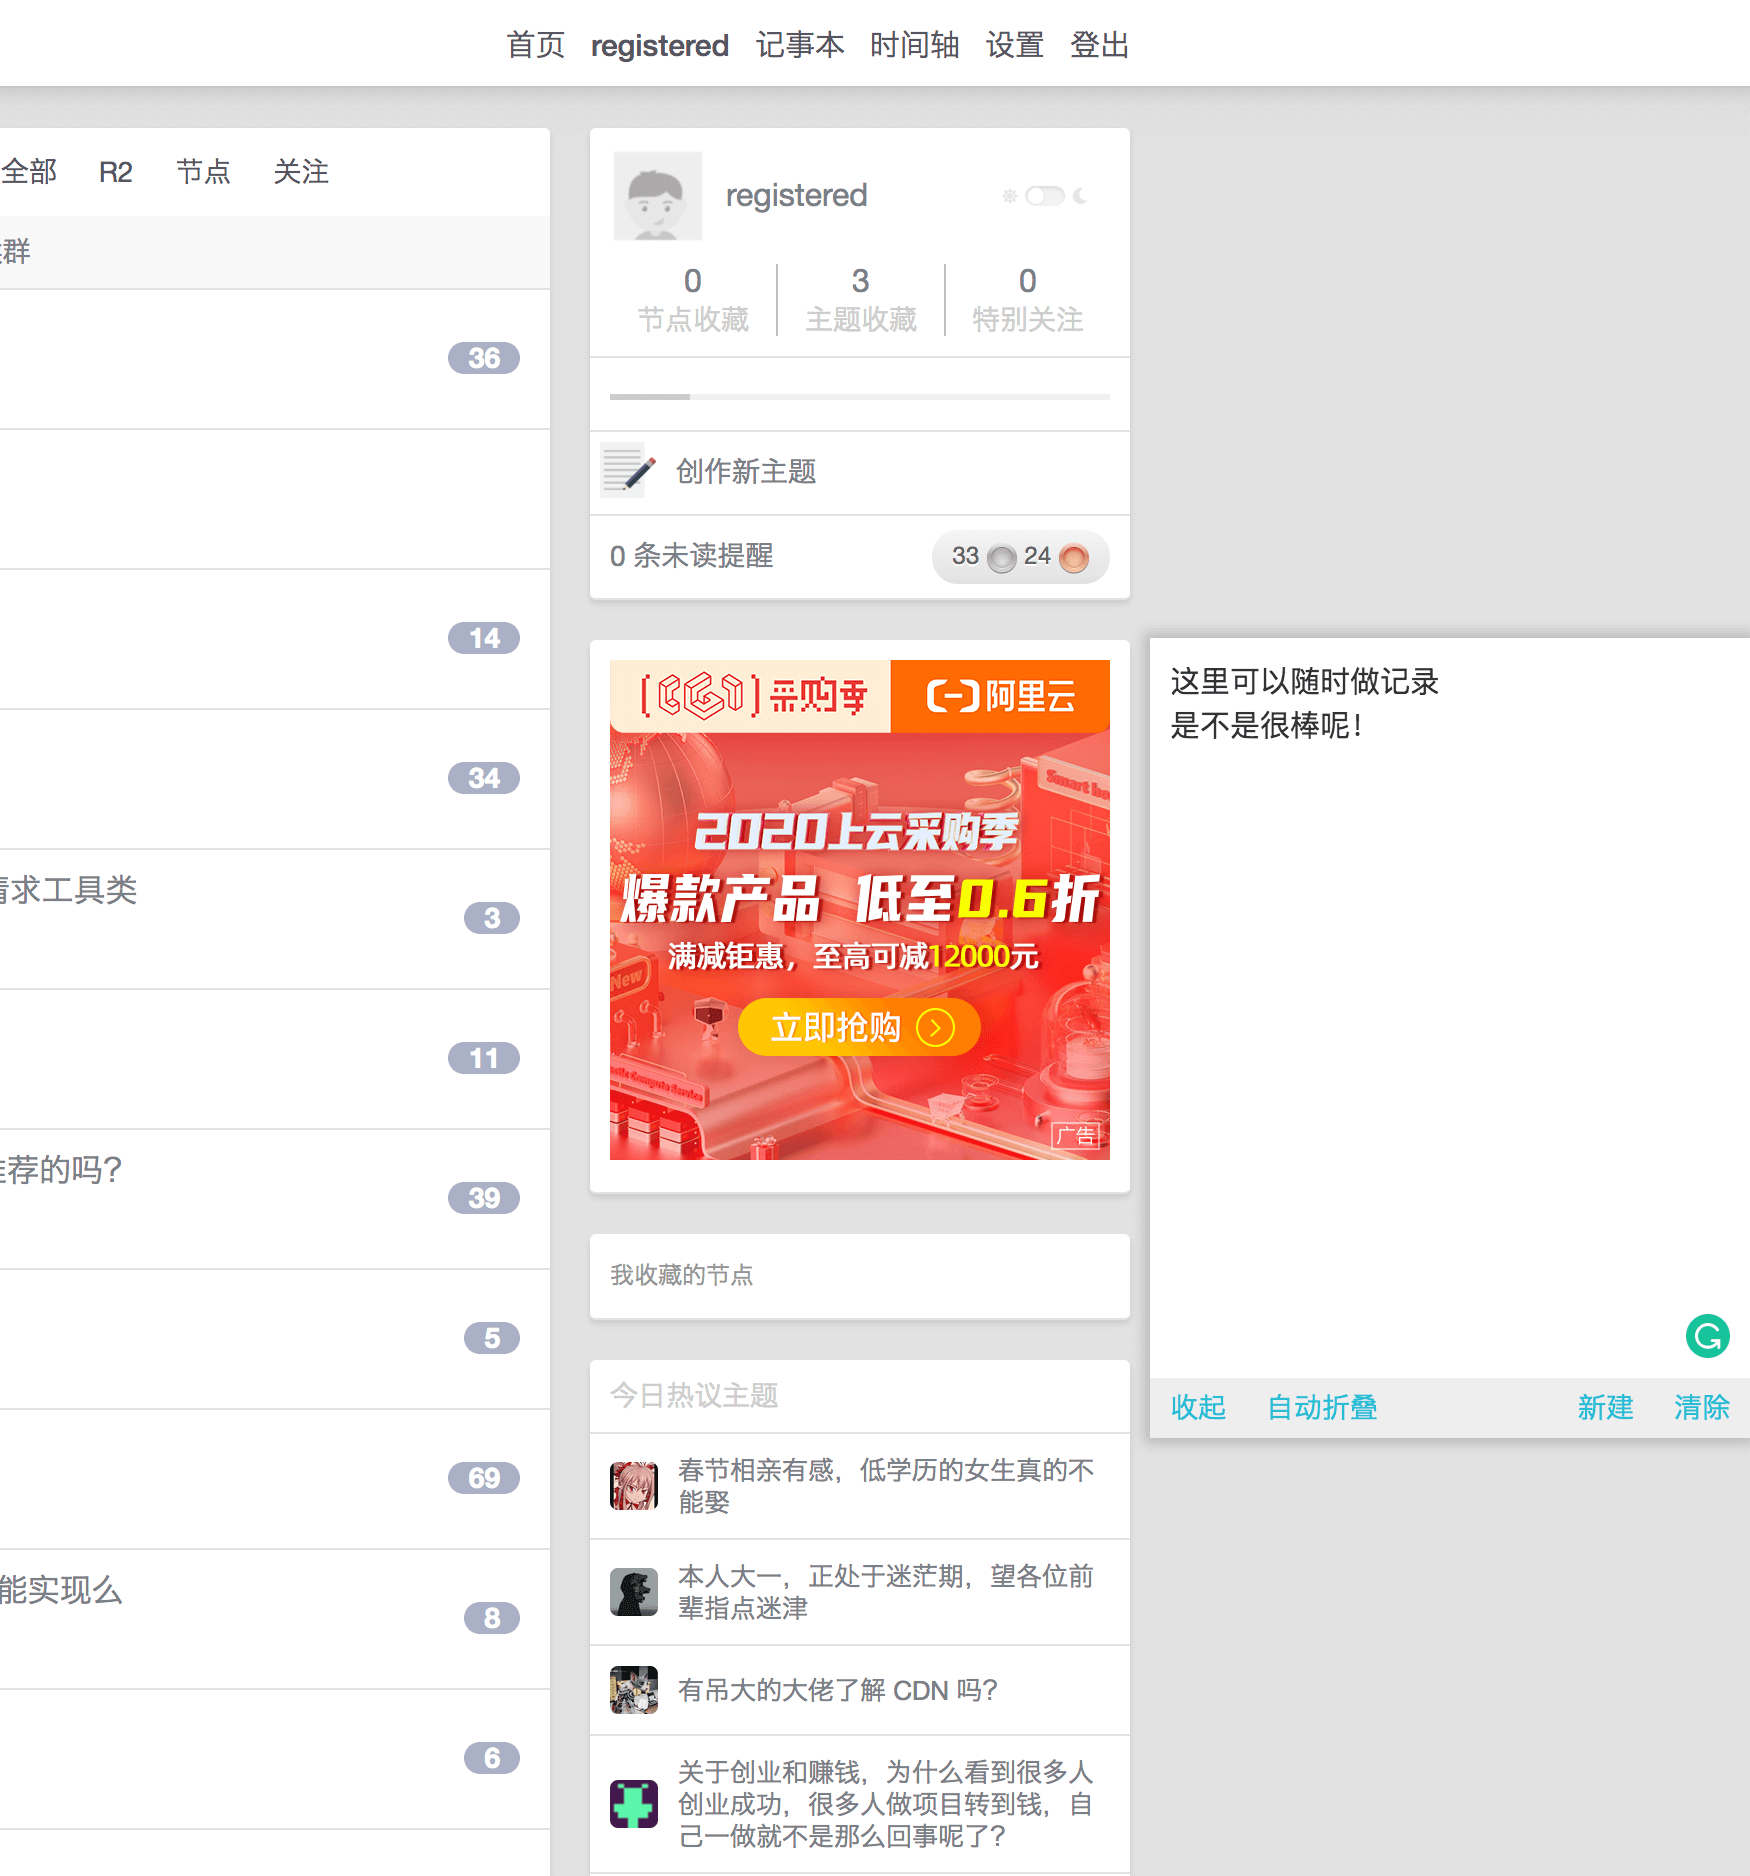 首页 registered 记事本 时间轴 设置 登出
全部 R2 节点 关注
群
36
14
34
请求工具类
3
11
推荐的吗?
39
5
69
能实现么
8
6
registered
0 3 0
节点收藏 主题收藏 特别关注
创作新主题
0 条未读提醒 33 24
采购季 阿里云
Smart ho
2020上云采购季
爆款产品 低至0.6折
满减钜惠，至高可减12000元
New
立即抢购
stic Compute Service
广告
我收藏的节点
今日热议主题
春节相亲有感，低学历的女生真的不
能娶
本人大一，正处于迷茫期，望各位前
辈指点迷津
有吊大的大佬了解 CDN 吗?
关于创业和赚钱，为什么看到很多人
创业成功，很多人做项目转到钱，自
己一做就不是那么回事呢了?
这里可以随时做记录
是不是很棒呢!
收起 自动折叠 新建 清除